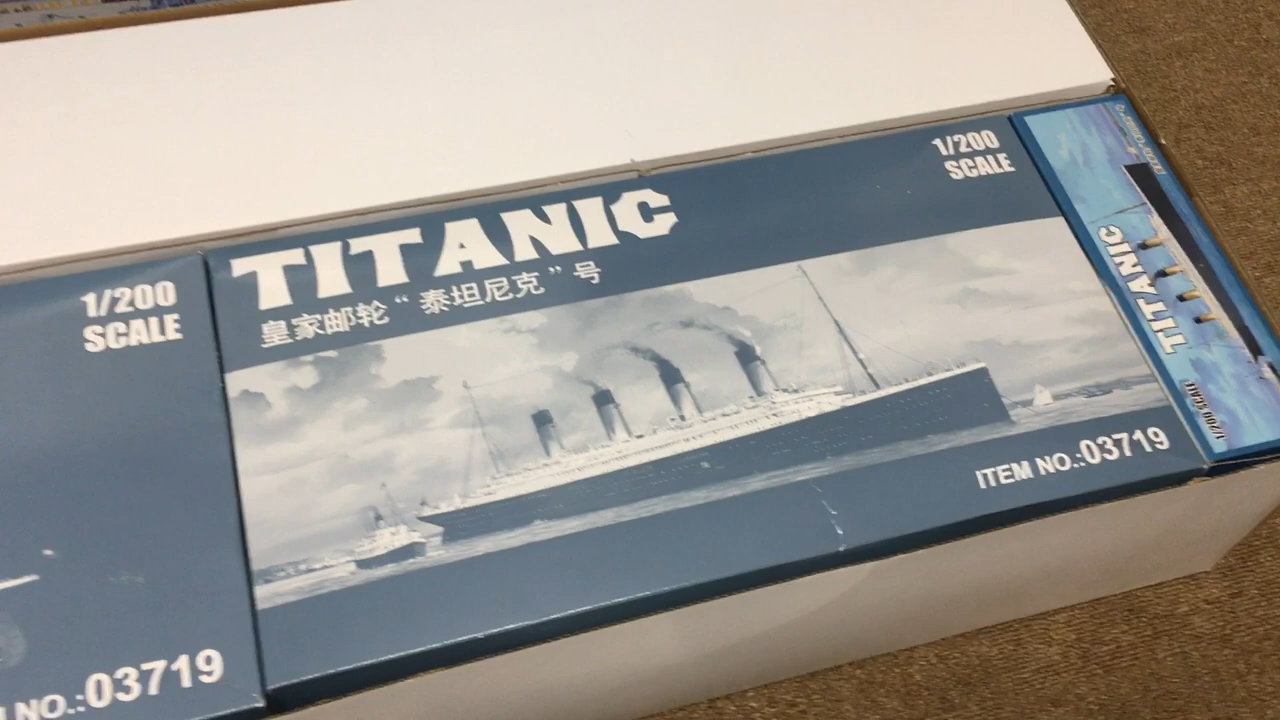 1/200
SCALE
NO.:03719
TITANIC
皇家邮轮“泰坦尼克”号
1/200
SCALE
ITEM NO.:03719
TITANIC
1/200 SCALE